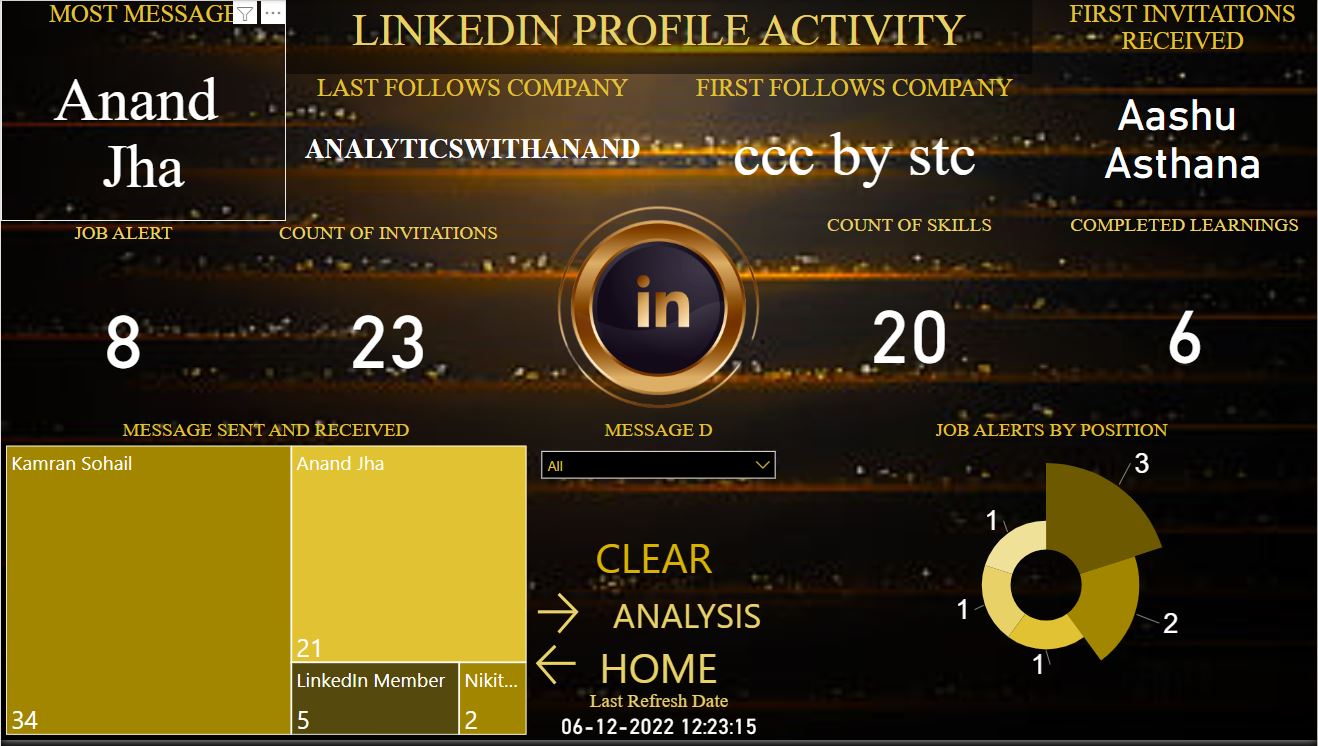 MOST MESSAGE
LINKEDIN PROFILE ACTIVITY
FIRST INVITATIONS
RECEIVED
Anand
Jha
LAST FOLLOWS COMPANY
ANALYTICSWITHANAND
FIRST FOLLOWS COMPANY
ccc by stc
Aashu
Asthana
JOB ALERT
8
COUNT OF INVITATIONS
23
in
COUNT OF SKILLS
20
COMPLETED LEARNINGS
6
MESSAGE SENT AND RECEIVED
Kamran Sohail
34
Anand Jha
21
LinkedIn Member
5
Nikit...
2
MESSAGE D
All
CLEAR
ANALYSIS
HOME
Last Refresh Date
06-12-2022 12:23:15
JOB ALERTS BY POSITION
3
2
1
1
1